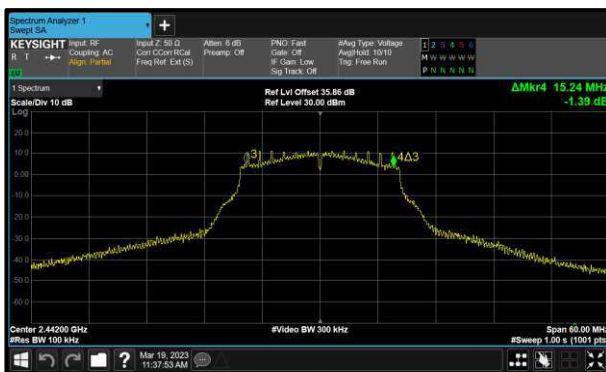 Spectrum Analyzer 1
Swept SA
KEYSIGHT
R T
LXI
Input: RF
Coupling: AC
Align: Partial
Input Z: 50 Ω
Corr CCorr RCal
Freq Ref: Ext (S)
Atten: 6 dB
Preamp: Off
PNO: Fast
Gate: Off
IF Gain: Low
Sig Track: Off
#Avg Type: Voltage
Avg|Hold: 10/10
Trig: Free Run
1 2 3 4 5 6
M W W W W W
P N N N N N
1 Spectrum
Scale/Div 10 dB
Log
Ref Lvl Offset 35.86 dB
Ref Level 30.00 dBm
ΔMkr4 15.24 MHz
-1.39 dB
20.0
10.0
0.00
-10.0
-20.0
-30.0
-40.0
-50.0
-60.0
3
4Δ3
Center 2.44200 GHz
#Res BW 100 kHz
#Video BW 300 kHz
Span 60.00 MHz
#Sweep 1.00 s (1001 pts)
?
Mar 19, 2023
11:37:53 AM